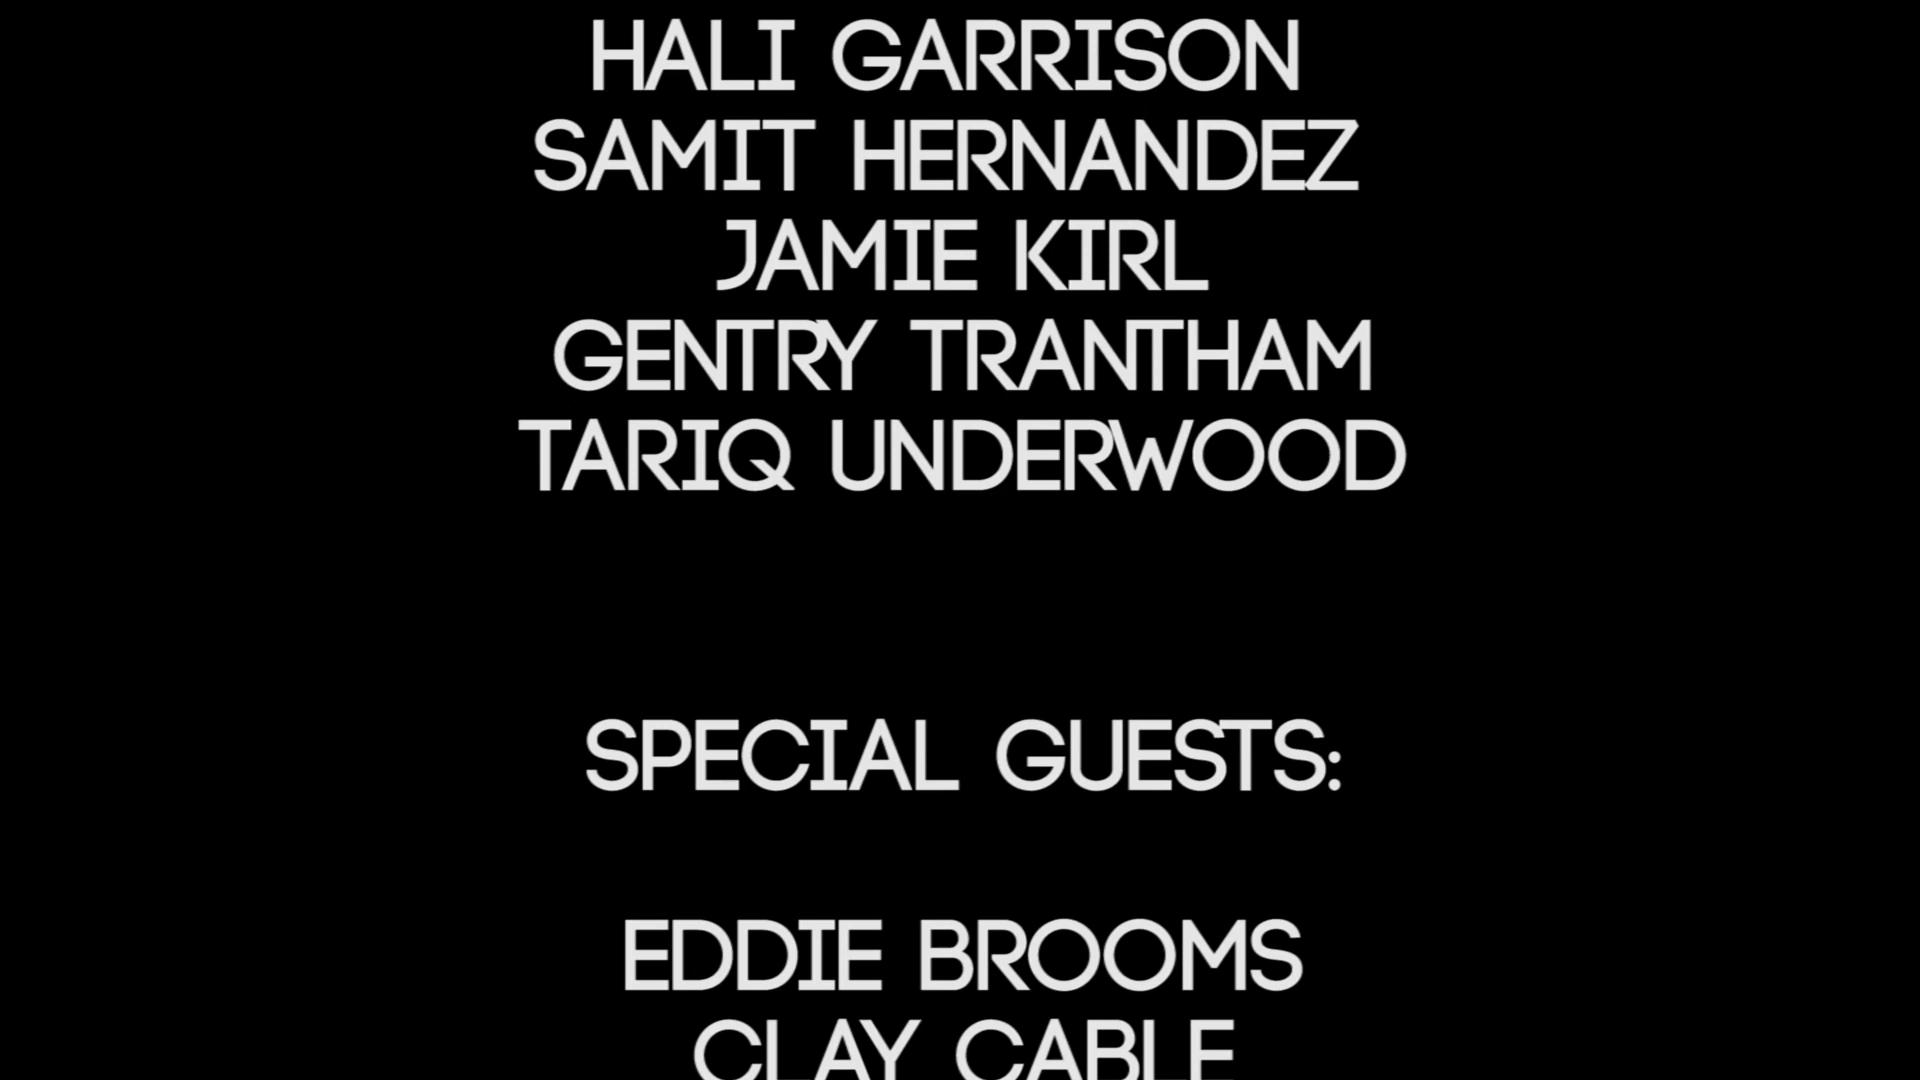 HALI GARRISON
SAMIT HERNANDEZ
JAMIE KIRL
GENTRY TRANTHAM
TARIQ UNDERWOOD
SPECIAL GUESTS:
EDDIE BROOMS
CLAY CABLE